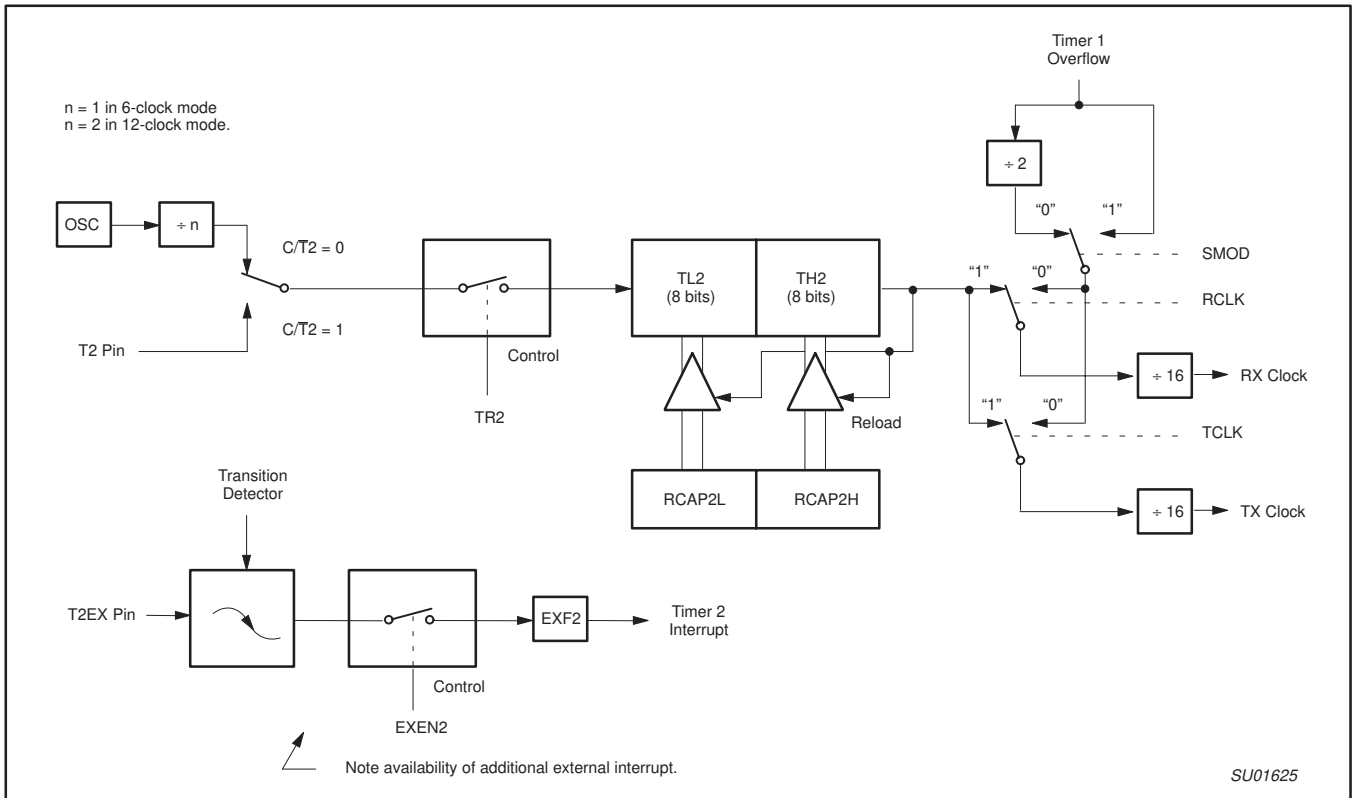 Timer 1
Overflow
n = 1 in 6-clock mode
n = 2 in 12-clock mode.
÷ 2
“0”
“1”
OSC
÷ n
C/T̅2 = 0
SMOD
TL2
(8 bits)
TH2
(8 bits)
“1”
“0”
RCLK
C/T̅2 = 1
T2 Pin
Control
÷ 16
RX Clock
TR2
Reload
“1”
“0”
TCLK
Transition
Detector
RCAP2L
RCAP2H
÷ 16
TX Clock
T2EX Pin
EXF2
Timer 2
Interrupt
Control
EXEN2
Note availability of additional external interrupt.
SU01625